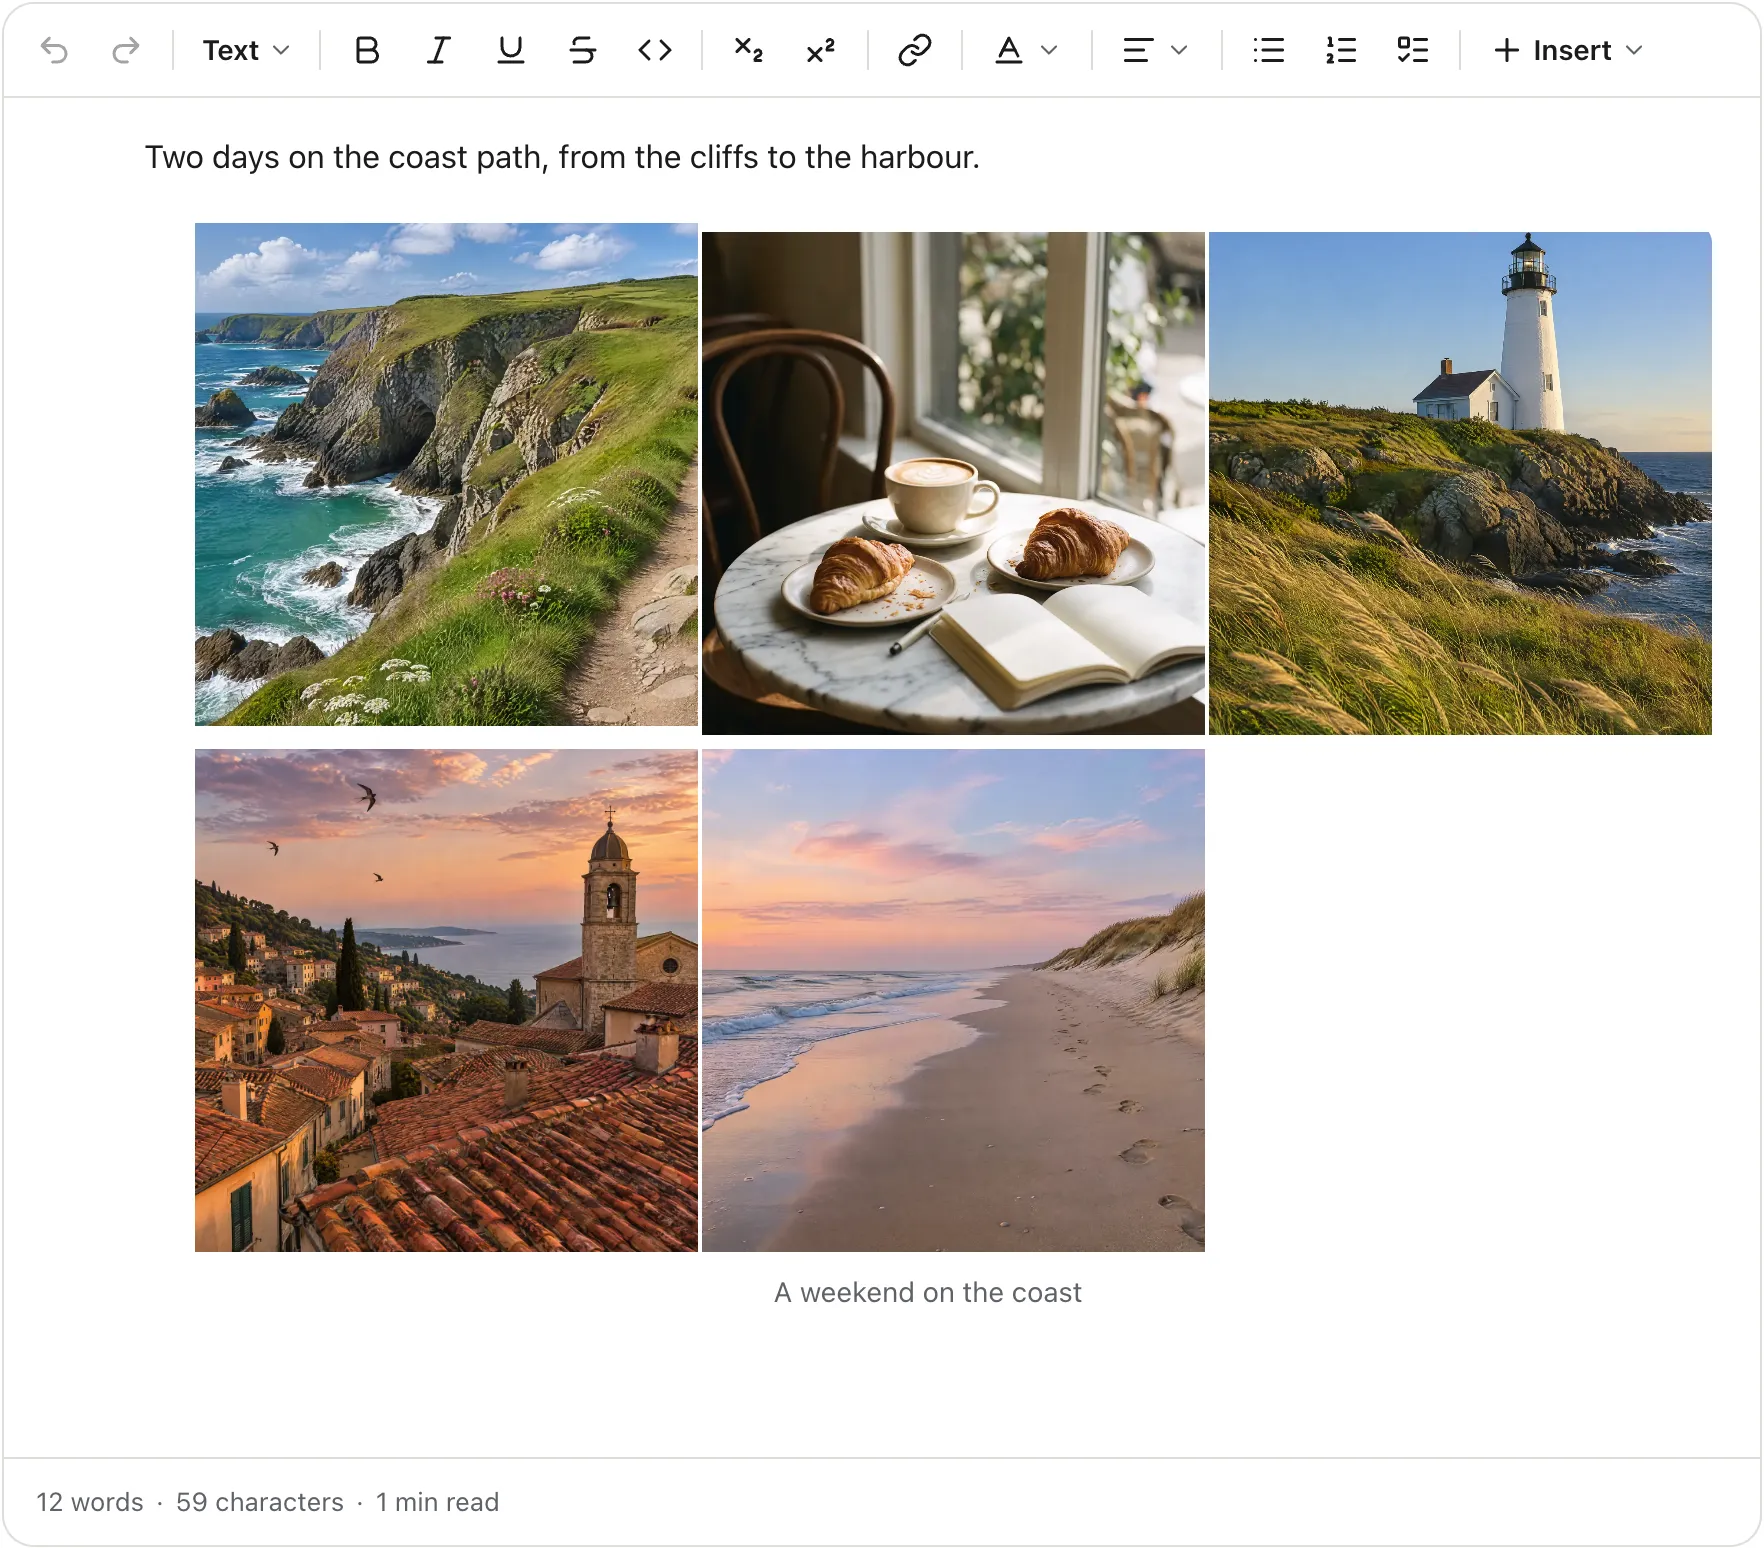 Text
Insert
Two days on the coast path, from the cliffs to the harbour.
A weekend on the coast
12 words · 59 characters · 1 min read